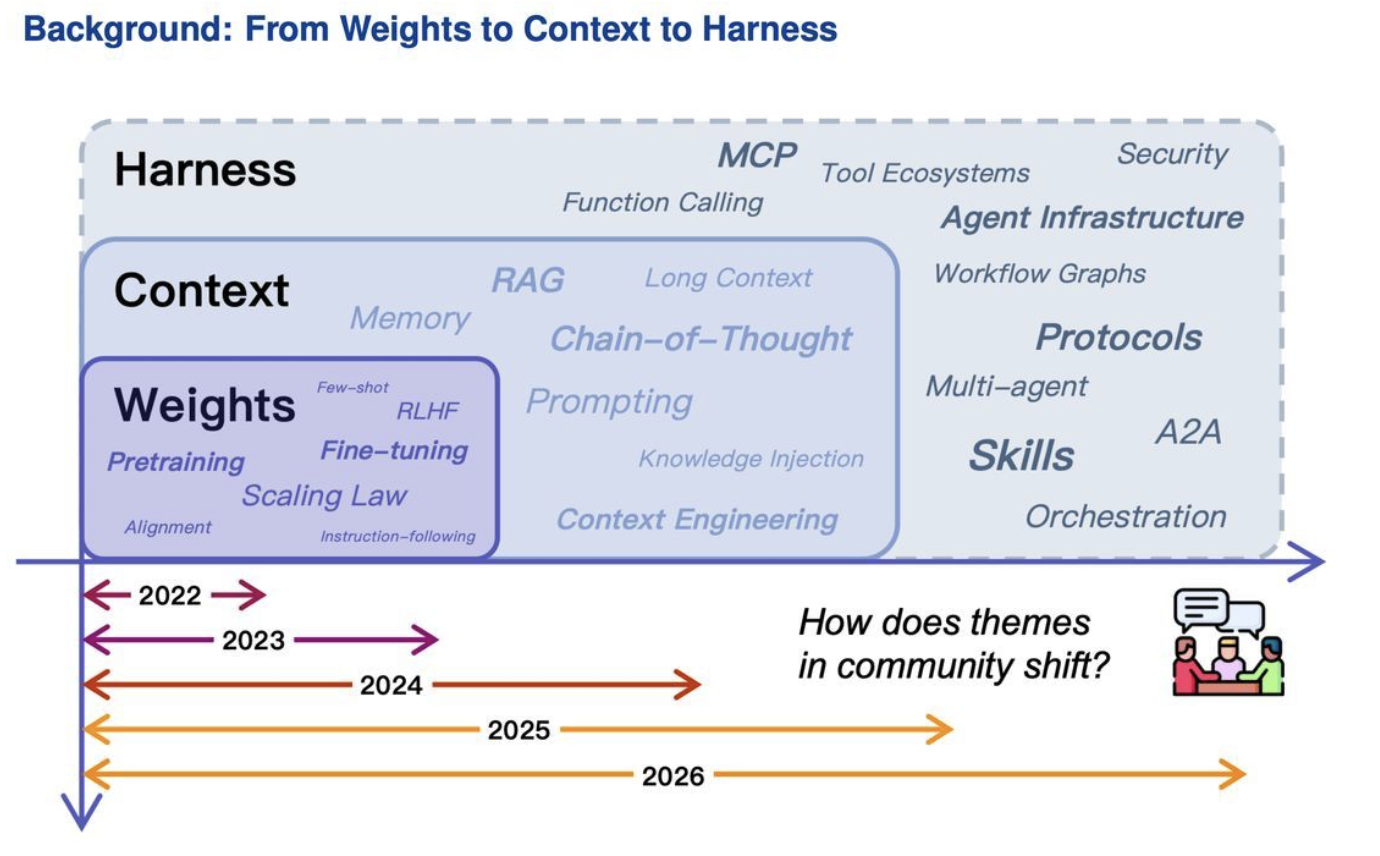 Background: From Weights to Context to Harness
Harness
MCP
Tool Ecosystems
Security
Function Calling
Agent Infrastructure
Context
RAG
Long Context
Workflow Graphs
Memory
Chain-of-Thought
Protocols
Weights
Few-shot
RLHF
Prompting
Multi-agent
A2A
Pretraining
Fine-tuning
Knowledge Injection
Skills
Scaling Law
Alignment
Instruction-following
Context Engineering
Orchestration
2022
2023
2024
2025
2026
How does themes
in community shift?